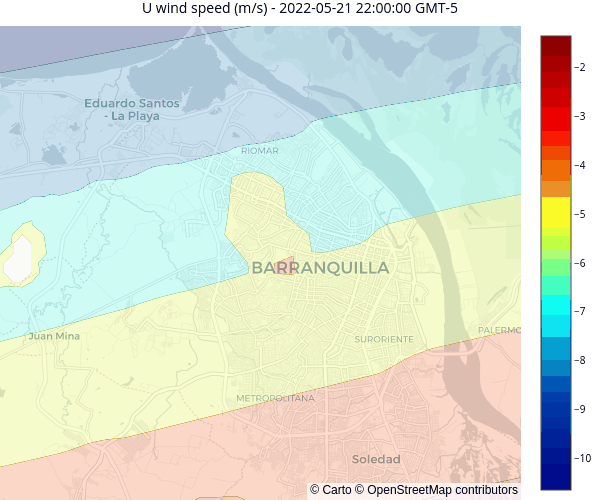 U wind speed (m/s) - 2022-05-21 22:00:00 GMT-5
Eduardo Santos
- La Playa
RIOMAR
BARRANQUILLA
Juan Mina
SURORIENTE
PALERMO
METROPOLITANA
Soledad
© Carto © OpenStreetMap contributors
−2
−3
−4
−5
−6
−7
−8
−9
−10